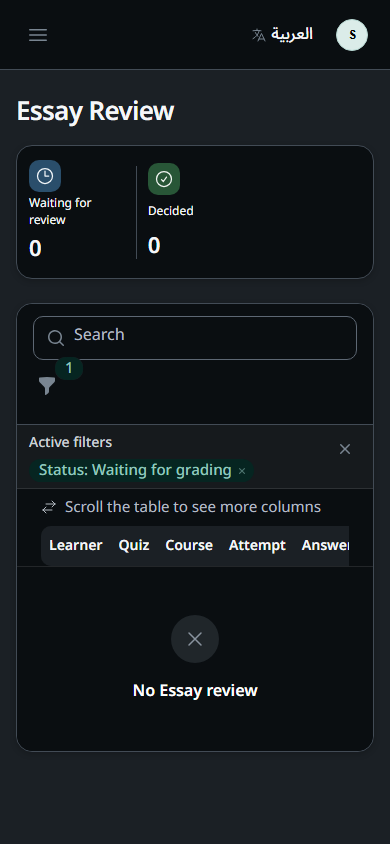 العربية
S
Essay Review
Waiting for
review
0
Decided
0
Search
1
Active filters
Status: Waiting for grading ×
Scroll the table to see more columns
Learner Quiz Course Attempt Answer
No Essay review